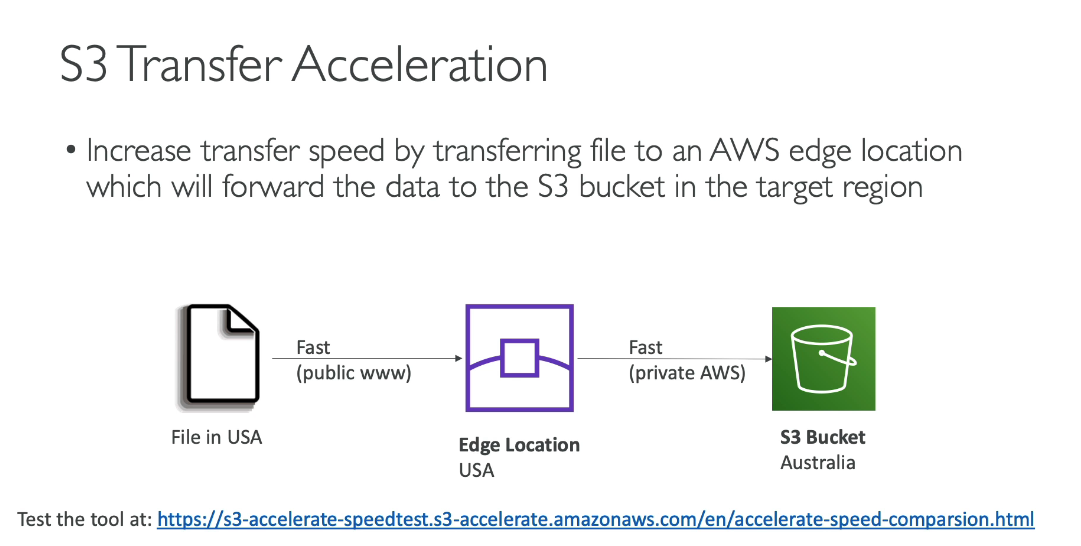 S3 Transfer Acceleration
• Increase transfer speed by transferring file to an AWS edge location
which will forward the data to the S3 bucket in the target region
Fast
(public www)
Fast
(private AWS)
File in USA
Edge Location
USA
S3 Bucket
Australia
Test the tool at: https://s3-accelerate-speedtest.s3-accelerate.amazonaws.com/en/accelerate-speed-comparsion.html